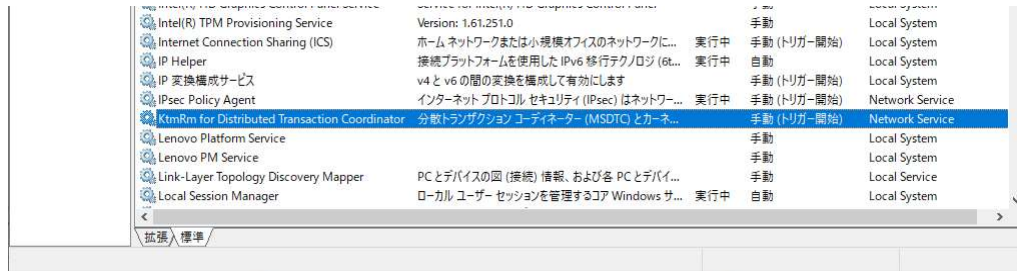 Intel(R) TPM Provisioning Service Version: 1.61.251.0 手動 Local System
Internet Connection Sharing (ICS) ホーム ネットワークまたは小規模オフィスのネットワークに... 実行中 手動 (トリガー開始) Local System
IP Helper 接続プラットフォームを使用した IPv6 移行テクノロジ (6t... 実行中 自動 Local System
IP 変換構成サービス v4 と v6 の間の変換を構成して有効にします 手動 (トリガー開始) Local System
IPsec Policy Agent インターネット プロトコル セキュリティ (IPsec) はネットワー... 実行中 手動 (トリガー開始) Network Service
KtmRm for Distributed Transaction Coordinator 分散トランザクション コーディネーター (MSDTC) とカーネ... 手動 (トリガー開始) Network Service
Lenovo Platform Service 手動 Local System
Lenovo PM Service 手動 Local System
Link-Layer Topology Discovery Mapper PC とデバイスの図 (接続) 情報、および各 PC とデバイ... 手動 Local Service
Local Session Manager ローカル ユーザー セッションを管理するコア Windows サ... 実行中 自動 Local System
拡張 標準